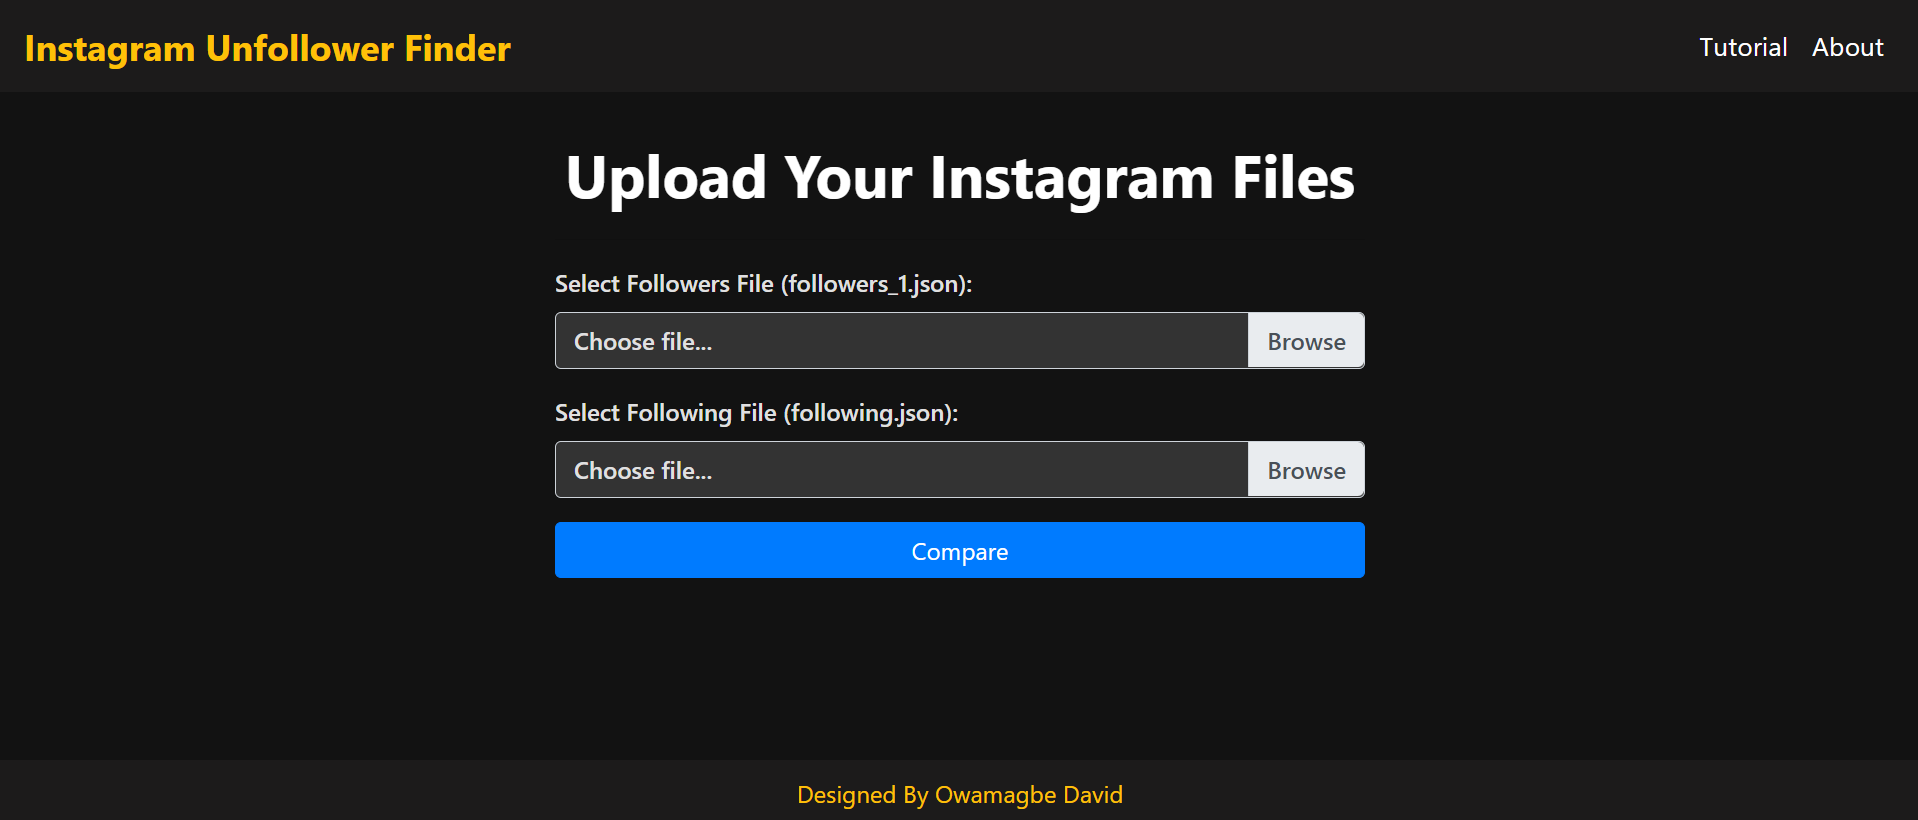 Instagram Unfollower Finder
Tutorial About
Upload Your Instagram Files
Select Followers File (followers_1.json):
Choose file... Browse
Select Following File (following.json):
Choose file... Browse
Compare
Designed By Owamagbe David